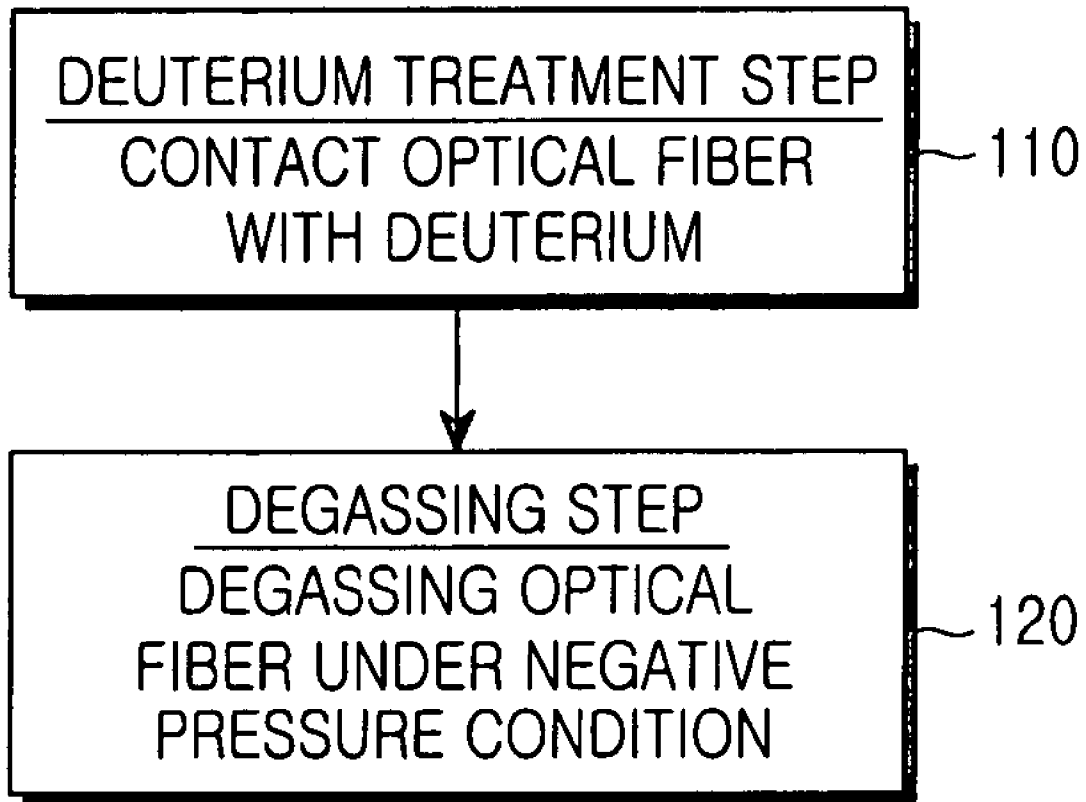 DEUTERIUM TREATMENT STEP
CONTACT OPTICAL FIBER
WITH DEUTERIUM
110
DEGASSING STEP
DEGASSING OPTICAL
FIBER UNDER NEGATIVE
PRESSURE CONDITION
120